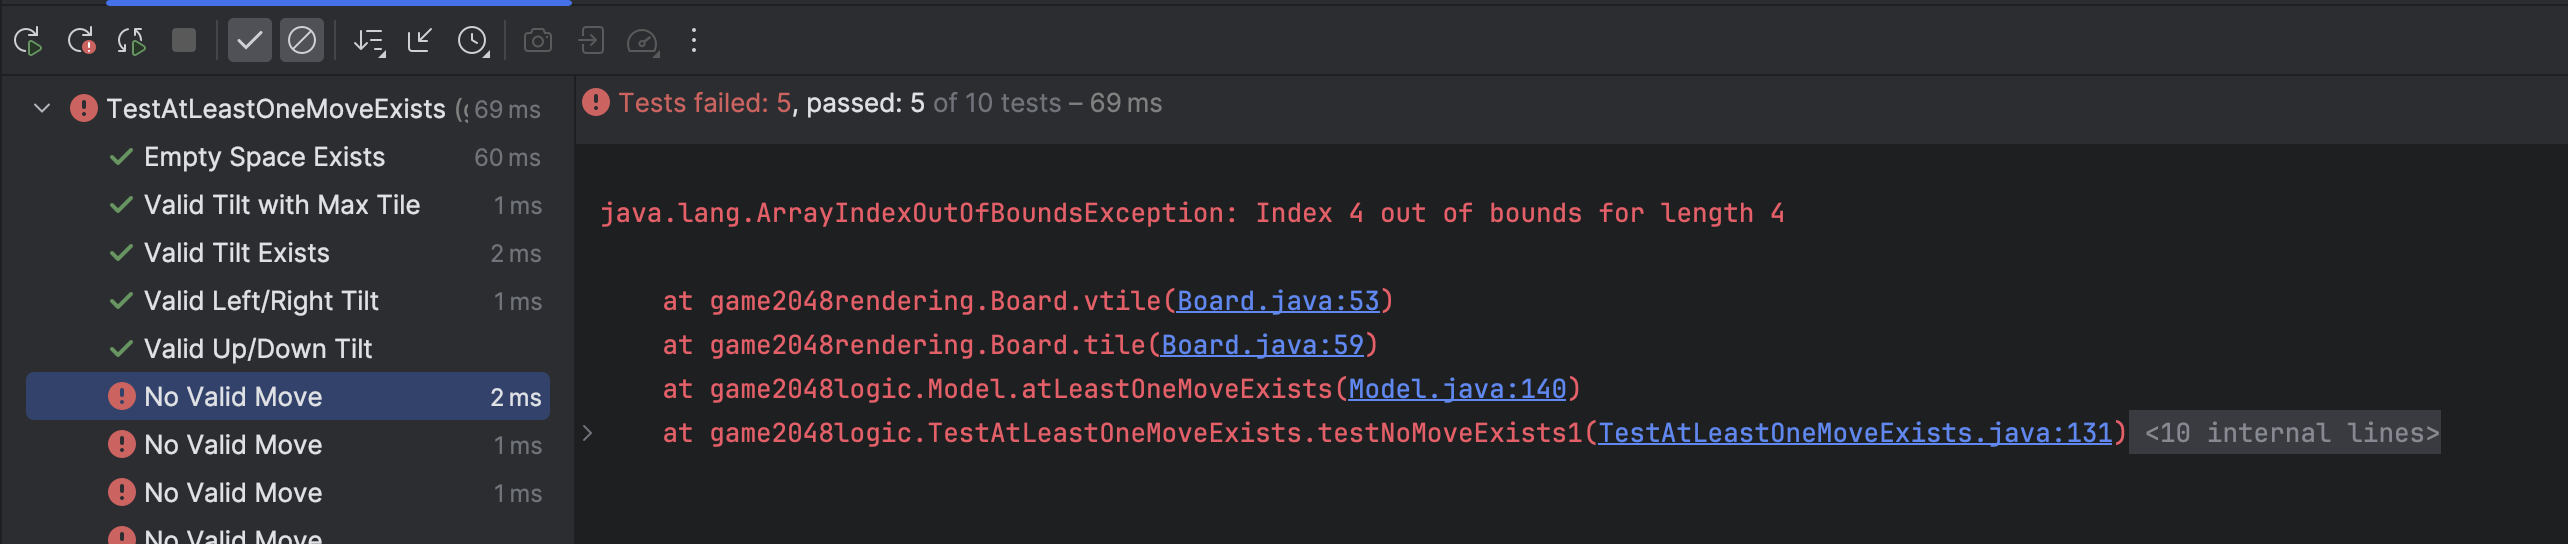 TestAtLeastOneMoveExists (g 69 ms
Tests failed: 5, passed: 5 of 10 tests – 69 ms
Empty Space Exists 60 ms
Valid Tilt with Max Tile 1 ms
Valid Tilt Exists 2 ms
Valid Left/Right Tilt 1 ms
Valid Up/Down Tilt
No Valid Move 2 ms
No Valid Move 1 ms
No Valid Move 1 ms
No Valid Move
java.lang.ArrayIndexOutOfBoundsException: Index 4 out of bounds for length 4
at game2048rendering.Board.vtile(Board.java:53)
at game2048rendering.Board.tile(Board.java:59)
at game2048logic.Model.atLeastOneMoveExists(Model.java:140)
at game2048logic.TestAtLeastOneMoveExists.testNoMoveExists1(TestAtLeastOneMoveExists.java:131) <10 internal lines>